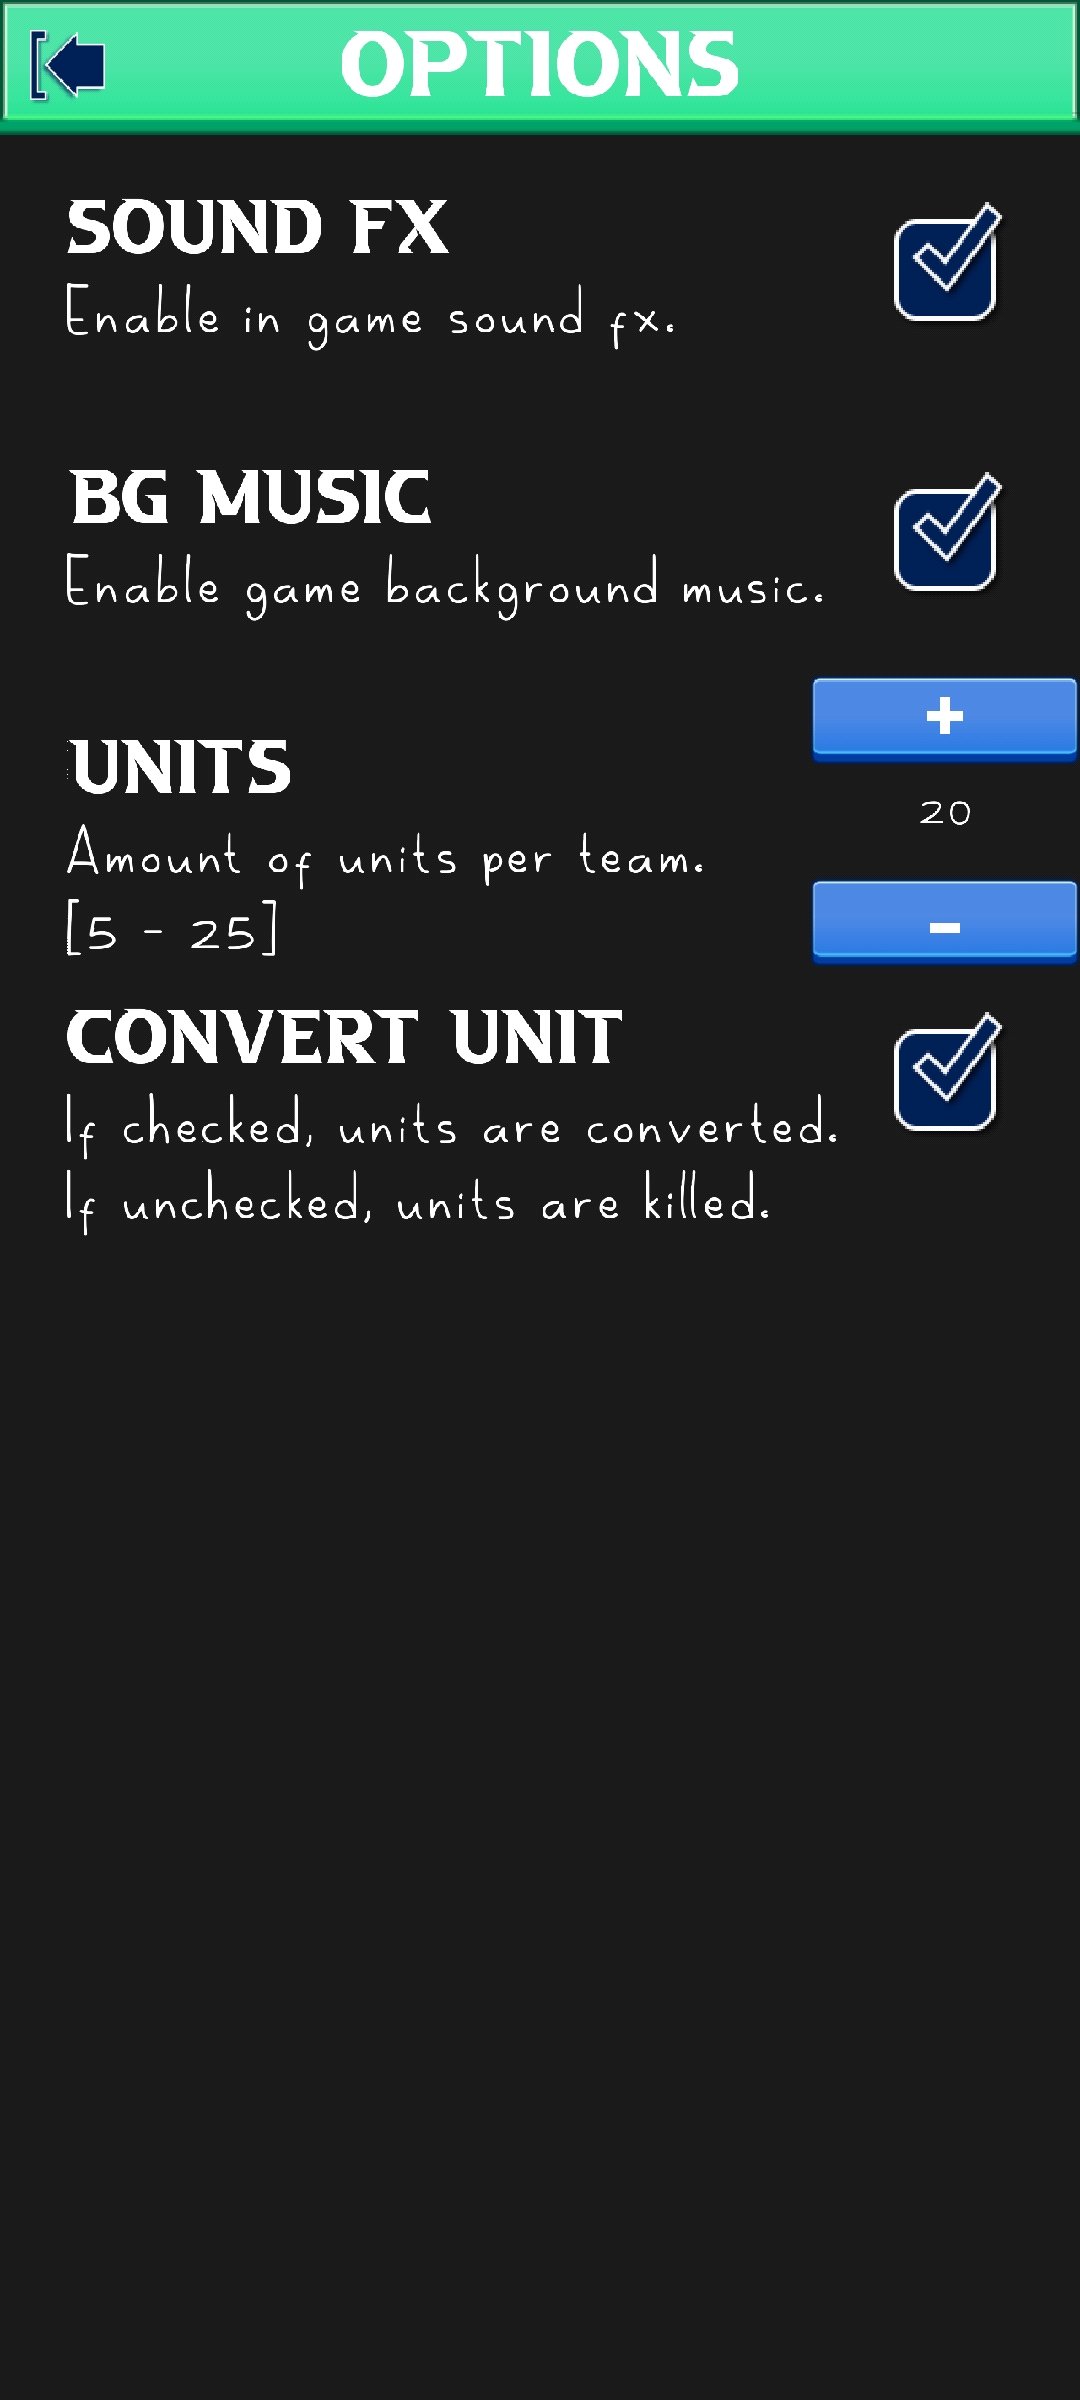 OPTIONS
SOUND FX
Enable in game sound fx.
BG MUSIC
Enable game background music.
+
UNITS
20
Amount of units per team.
[5 - 25]
-
CONVERT UNIT
If checked, units are converted.
If unchecked, units are killed.